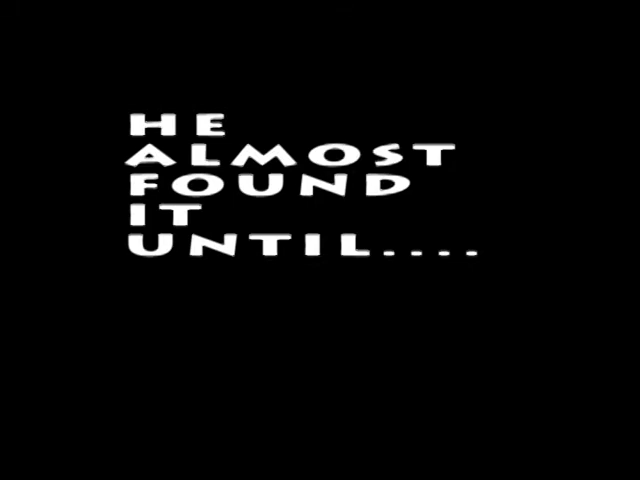 HE
ALMOST
FOUND
IT
UNTIL....